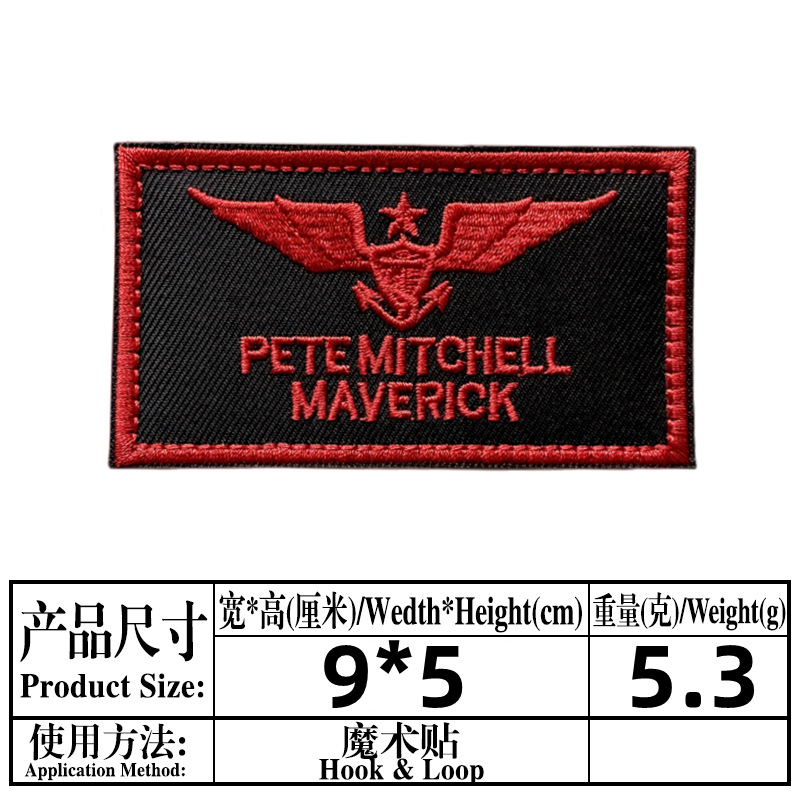 PETE MITCHELL
MAVERICK
产品尺寸
Product Size:
宽*高(厘米)/Wedth*Height(cm)
重量(克)/Weight(g)
9*5
5.3
使用方法:
Application Method:
魔术贴
Hook & Loop